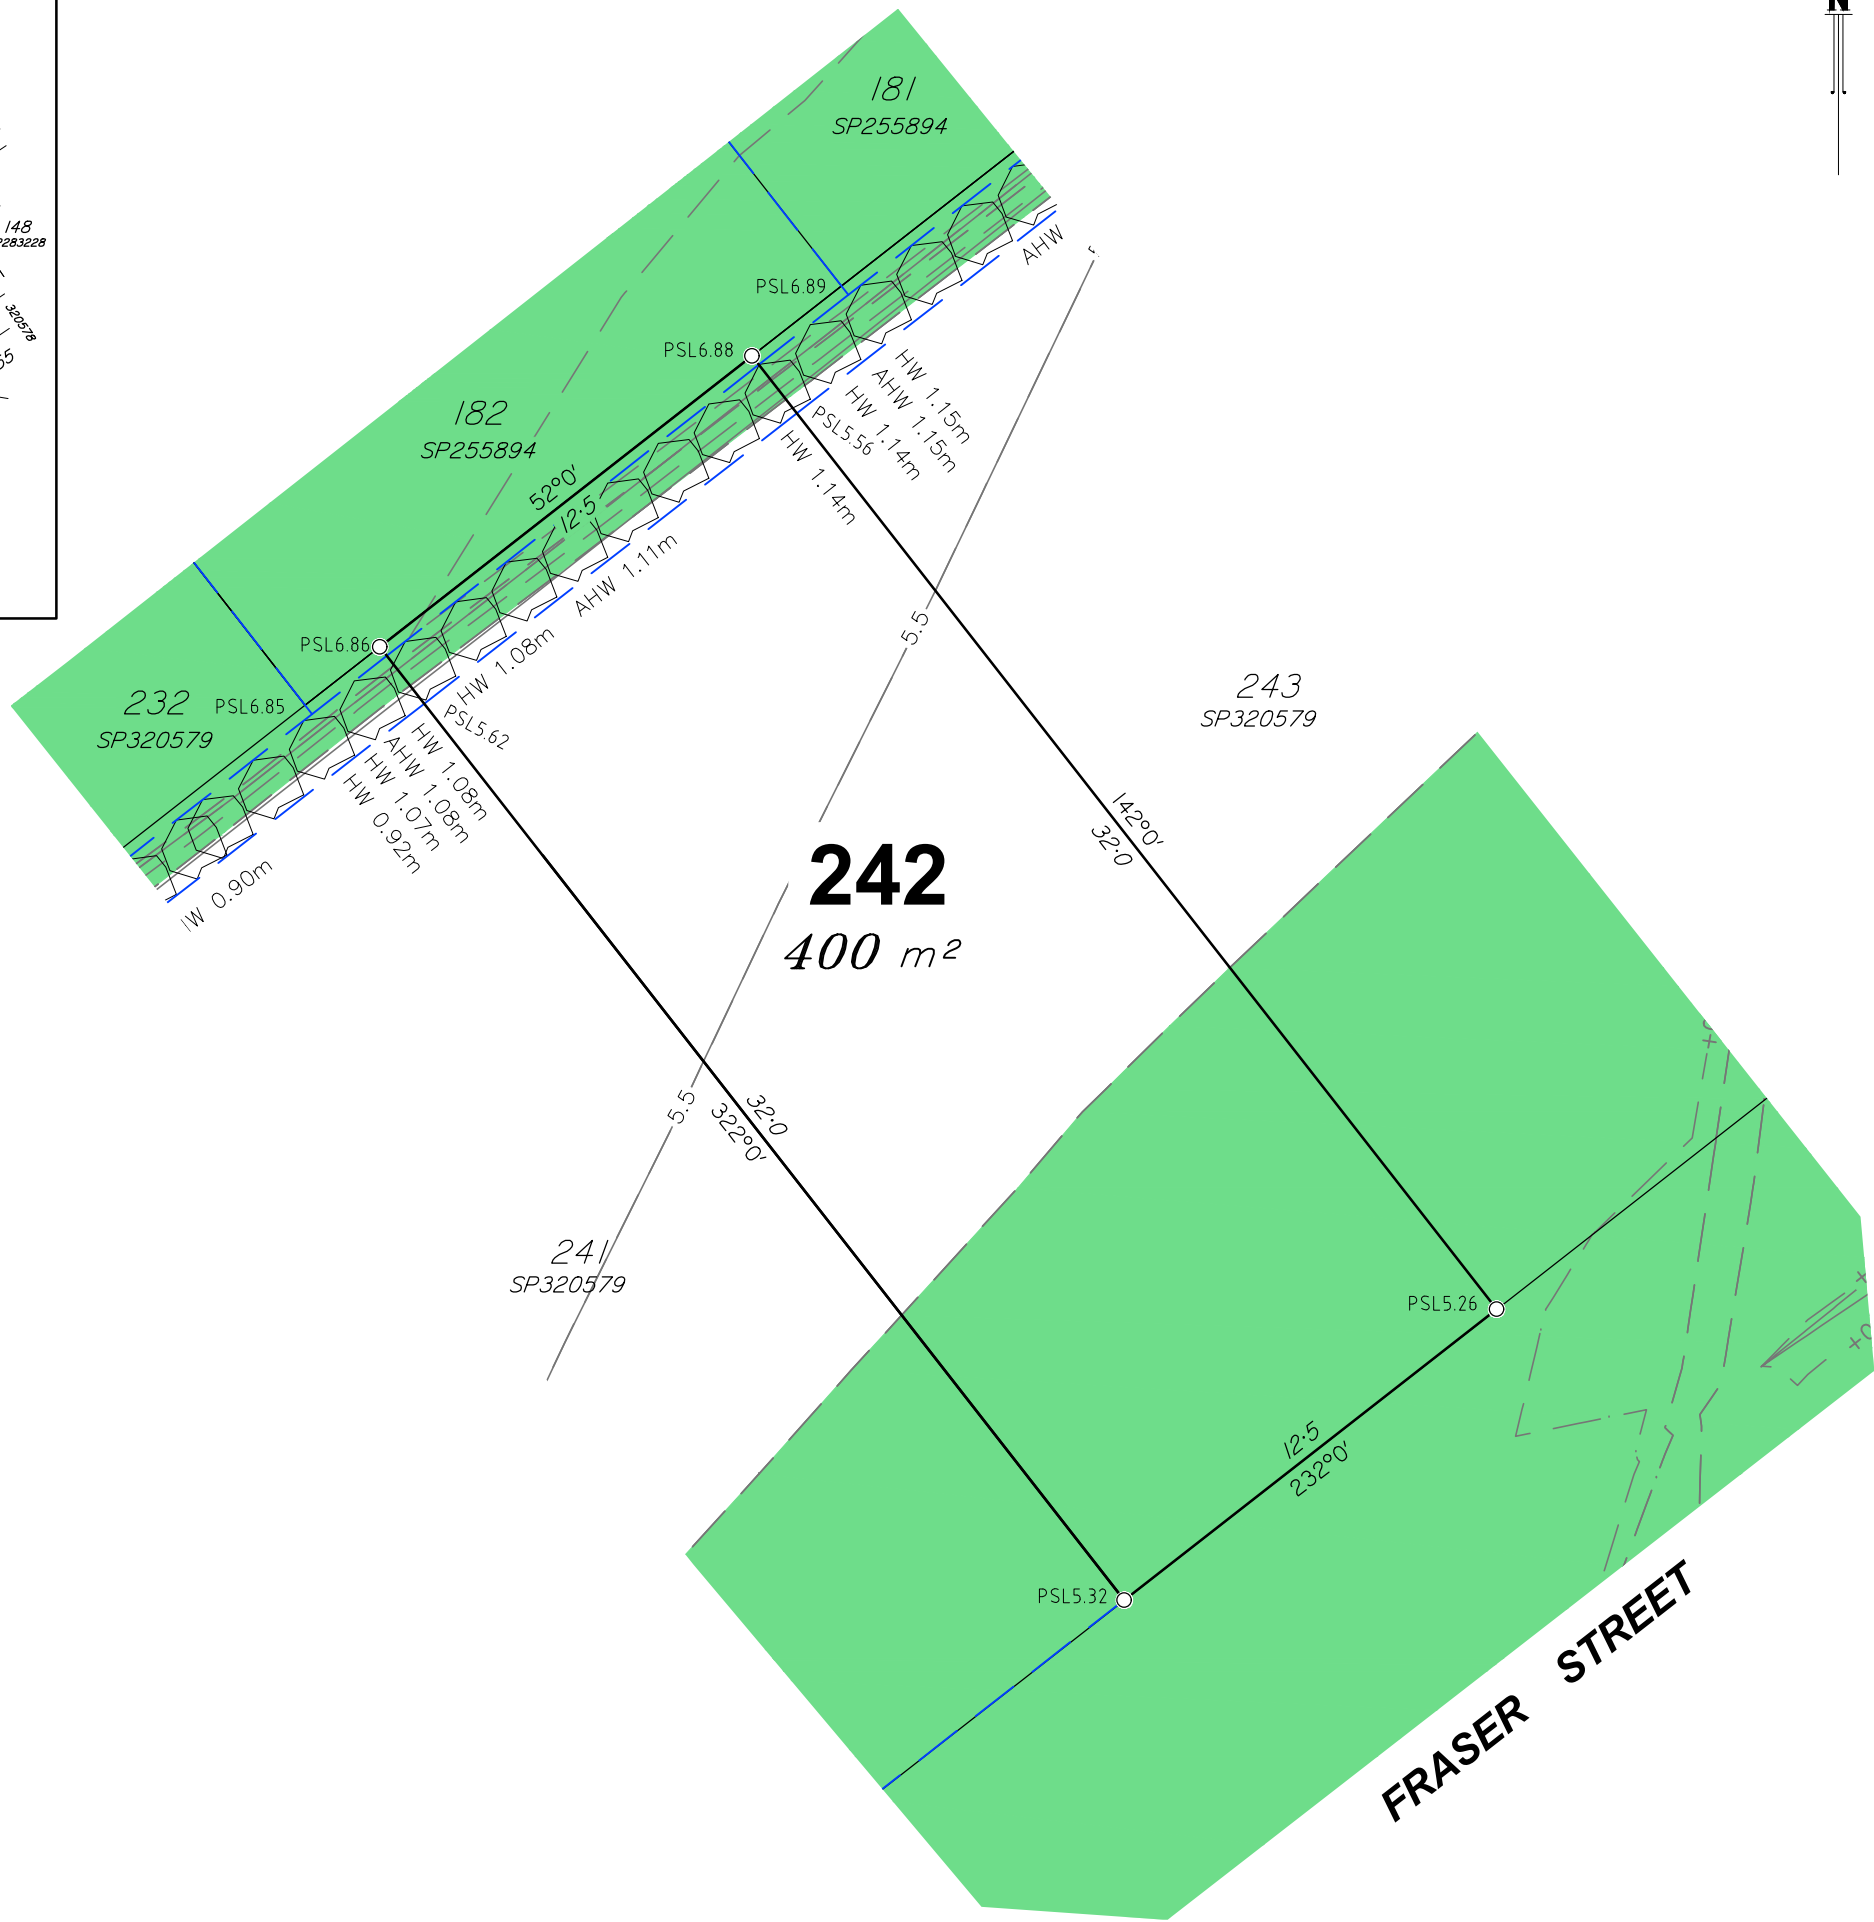 N
181
SP255894
148
320578
PSL6.89
AHW
PSL6.88
HW 1.15m
AHW 1.15m
HW 1.14m
PSL5.56
HW 1.14m
182
SP255894
52°0'
12·5
AHW 1.11m
5.5
PSL6.86
HW 1.08m
PSL5.62
232
SP320579
PSL6.85
HW 1.08m
AHW 1.08m
HW 1.07m
HW 0.92m
IW 0.90m
243
SP320579
142°0'
32·0
242
400 m²
5.5
32·0
322°0'
241
SP320579
PSL5.26
12·5
232°0'
PSL5.32
FRASER STREET